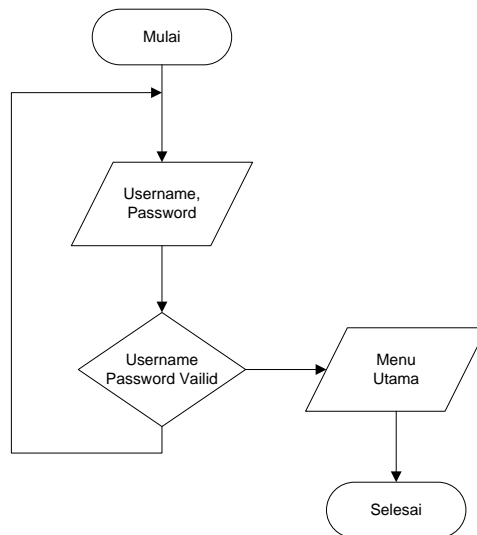 Mulai
Username,
Password
Username
Password Vailid
Menu
Utama
Selesai